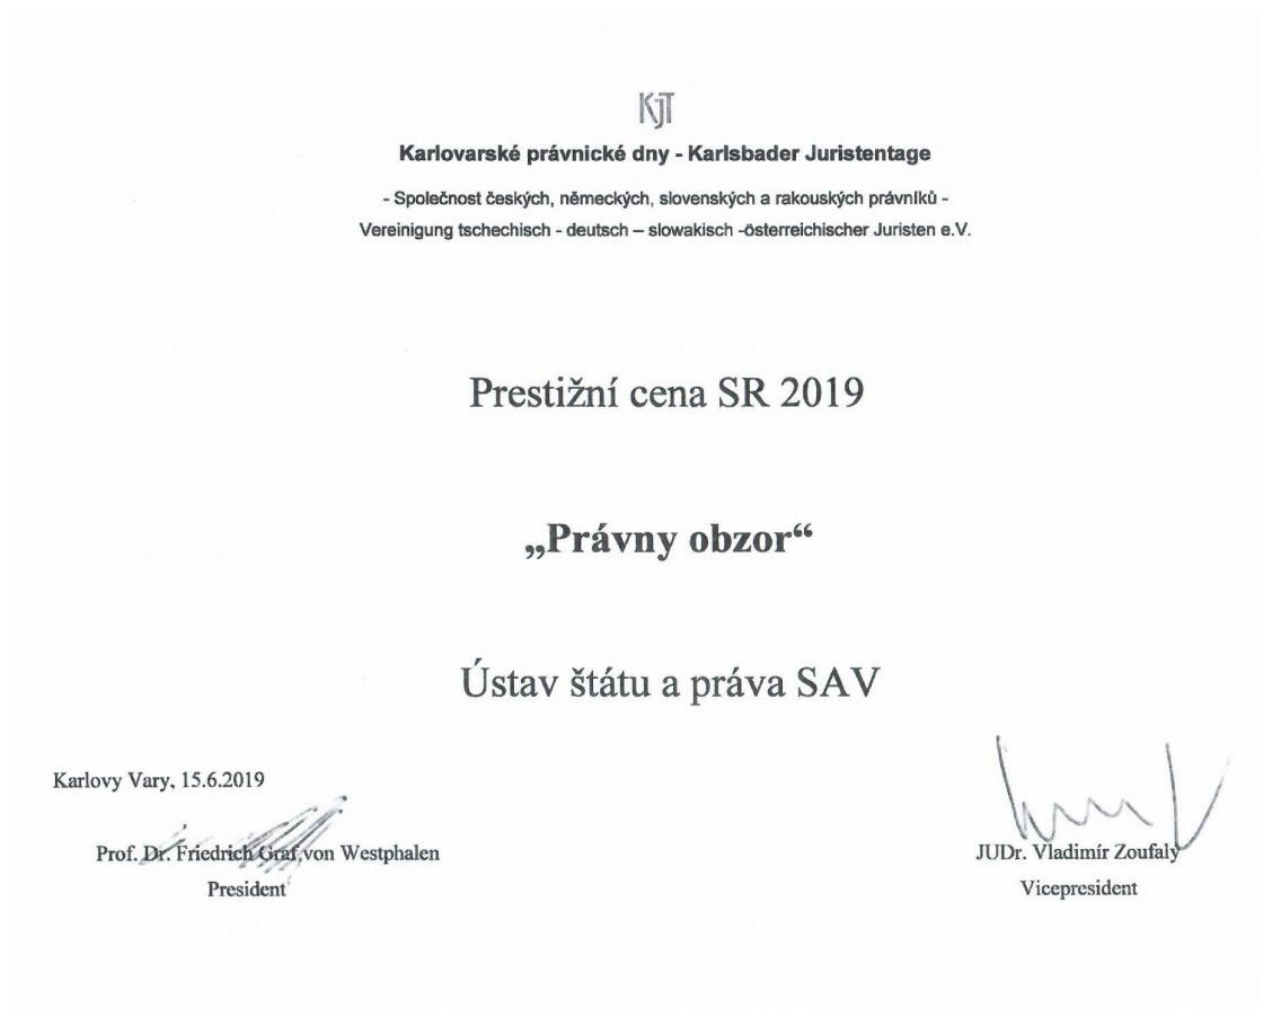 KjT
Karlovarské právnické dny - Karlsbader Juristentage
- Společnost českých, německých, slovenských a rakouských právníků -
Vereinigung tschechisch - deutsch – slowakisch -österreichischer Juristen e.V.
Prestižní cena SR 2019
„Právny obzor“
Ústav štátu a práva SAV
Karlovy Vary, 15.6.2019
Prof. Dr. Friedrich Graf von Westphalen
President
JUDr. Vladimír Zoufalý
Vicepresident